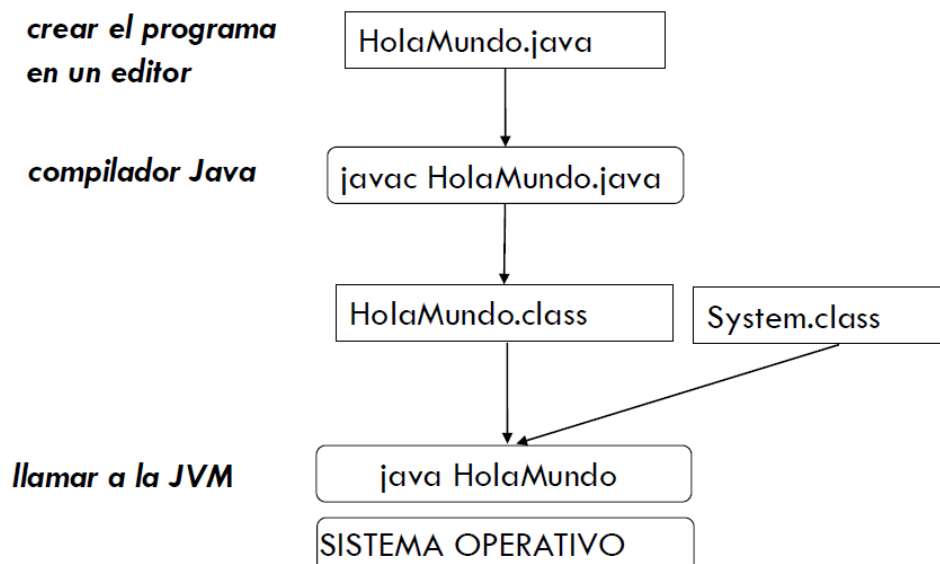 crear el programa
en un editor
HolaMundo.java
compilador Java
javac HolaMundo.java
HolaMundo.class
System.class
llamar a la JVM
java HolaMundo
SISTEMA OPERATIVO